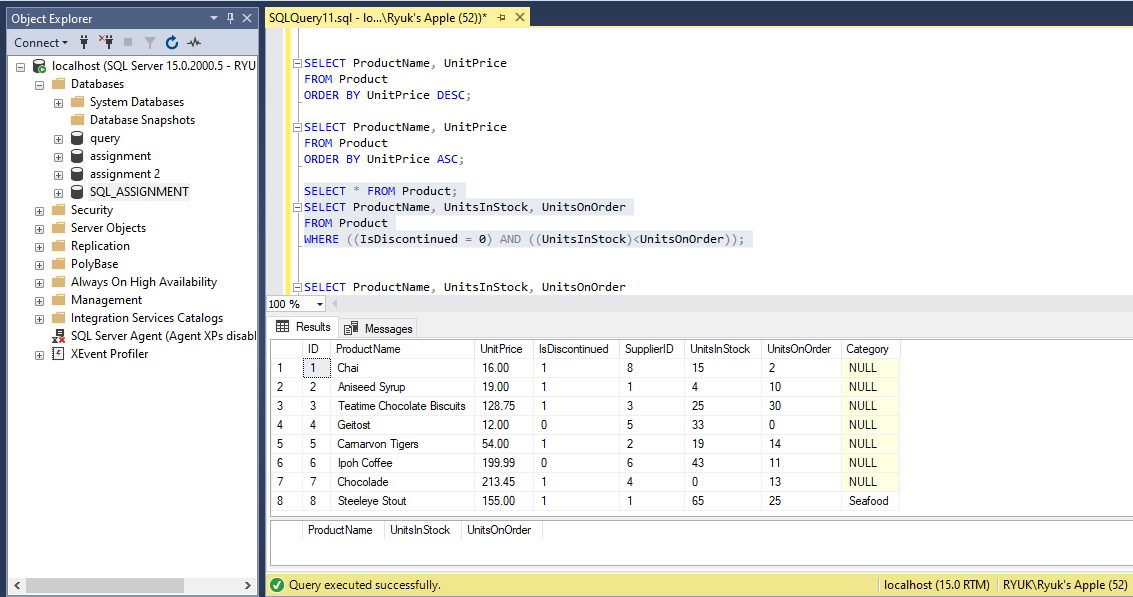 Object Explorer
Connect
localhost (SQL Server 15.0.2000.5 - RYU
Databases
System Databases
Database Snapshots
query
assignment
assignment 2
SQL_ASSIGNMENT
Security
Server Objects
Replication
PolyBase
Always On High Availability
Management
Integration Services Catalogs
SQL Server Agent (Agent XPs disabl
XEvent Profiler
SQLQuery11.sql - lo...\Ryuk's Apple (52))*
SELECT ProductName, UnitPrice
FROM Product
ORDER BY UnitPrice DESC;
SELECT ProductName, UnitPrice
FROM Product
ORDER BY UnitPrice ASC;
SELECT * FROM Product;
SELECT ProductName, UnitsInStock, UnitsOnOrder
FROM Product
WHERE ((IsDiscontinued = 0) AND ((UnitsInStock)<UnitsOnOrder));
SELECT ProductName, UnitsInStock, UnitsOnOrder
100 %
Results Messages
ID ProductName UnitPrice IsDiscontinued SupplierID UnitsInStock UnitsOnOrder Category
1 1 Chai 16.00 1 8 15 2 NULL
2 2 Aniseed Syrup 19.00 1 1 4 10 NULL
3 3 Teatime Chocolate Biscuits 128.75 1 3 25 30 NULL
4 4 Geitost 12.00 0 5 33 0 NULL
5 5 Carnarvon Tigers 54.00 1 2 19 14 NULL
6 6 Ipoh Coffee 199.99 0 6 43 11 NULL
7 7 Chocolade 213.45 1 4 0 13 NULL
8 8 Steeleye Stout 155.00 1 1 65 25 Seafood
ProductName UnitsInStock UnitsOnOrder
Query executed successfully. localhost (15.0 RTM) RYUK\Ryuk's Apple (52)